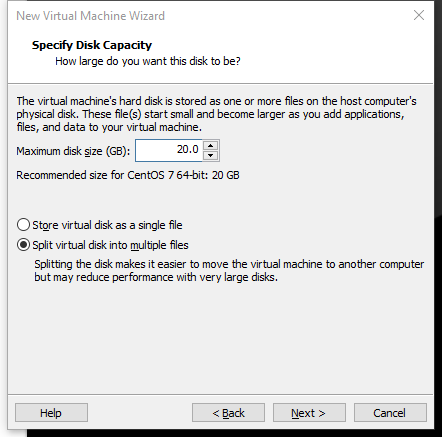 New Virtual Machine Wizard
Specify Disk Capacity
How large do you want this disk to be?
The virtual machine's hard disk is stored as one or more files on the host computer's
physical disk. These file(s) start small and become larger as you add applications,
files, and data to your virtual machine.
Maximum disk size (GB): 20.0
Recommended size for CentOS 7 64-bit: 20 GB
Store virtual disk as a single file
Split virtual disk into multiple files
Splitting the disk makes it easier to move the virtual machine to another computer
but may reduce performance with very large disks.
Help < Back Next > Cancel